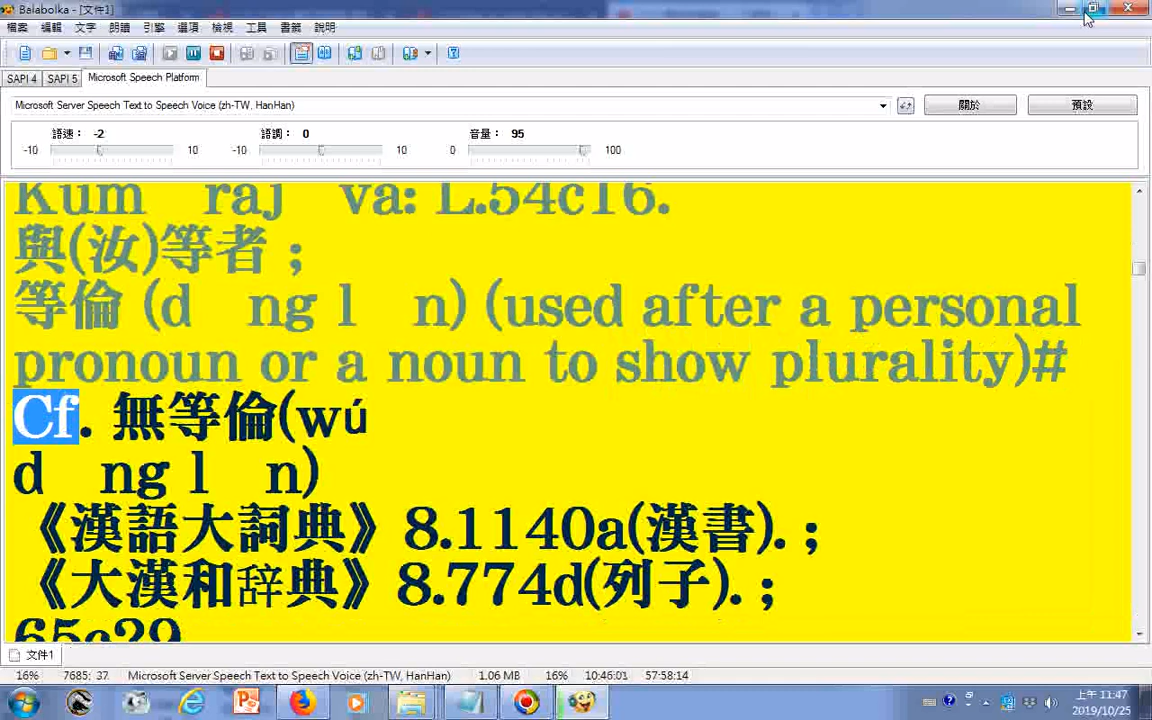 Balabolka - [文件1]
檔案 編輯 文字 朗讀 引擎 選項 檢視 工具 書籤 說明
SAPI 4 SAPI 5 Microsoft Speech Platform
Microsoft Server Speech Text to Speech Voice (zh-TW, HanHan) 關於 預設
語速： -2 語調： 0 音量： 95
-10 10 -10 10 0 100
Kum raj va: L.54c16.
與(汝)等者；
等倫 (d ng l n) (used after a personal
pronoun or a noun to show plurality)#
Cf. 無等倫(wú
d ng l n)
《漢語大詞典》8.1140a(漢書).；
《大漢和辞典》8.774d(列子).；
65c29
文件1
16% 7685: 37 Microsoft Server Speech Text to Speech Voice (zh-TW, HanHan) 1.06 MB 16% 10:46:01 57:58:14
上午 11:47
2019/10/25